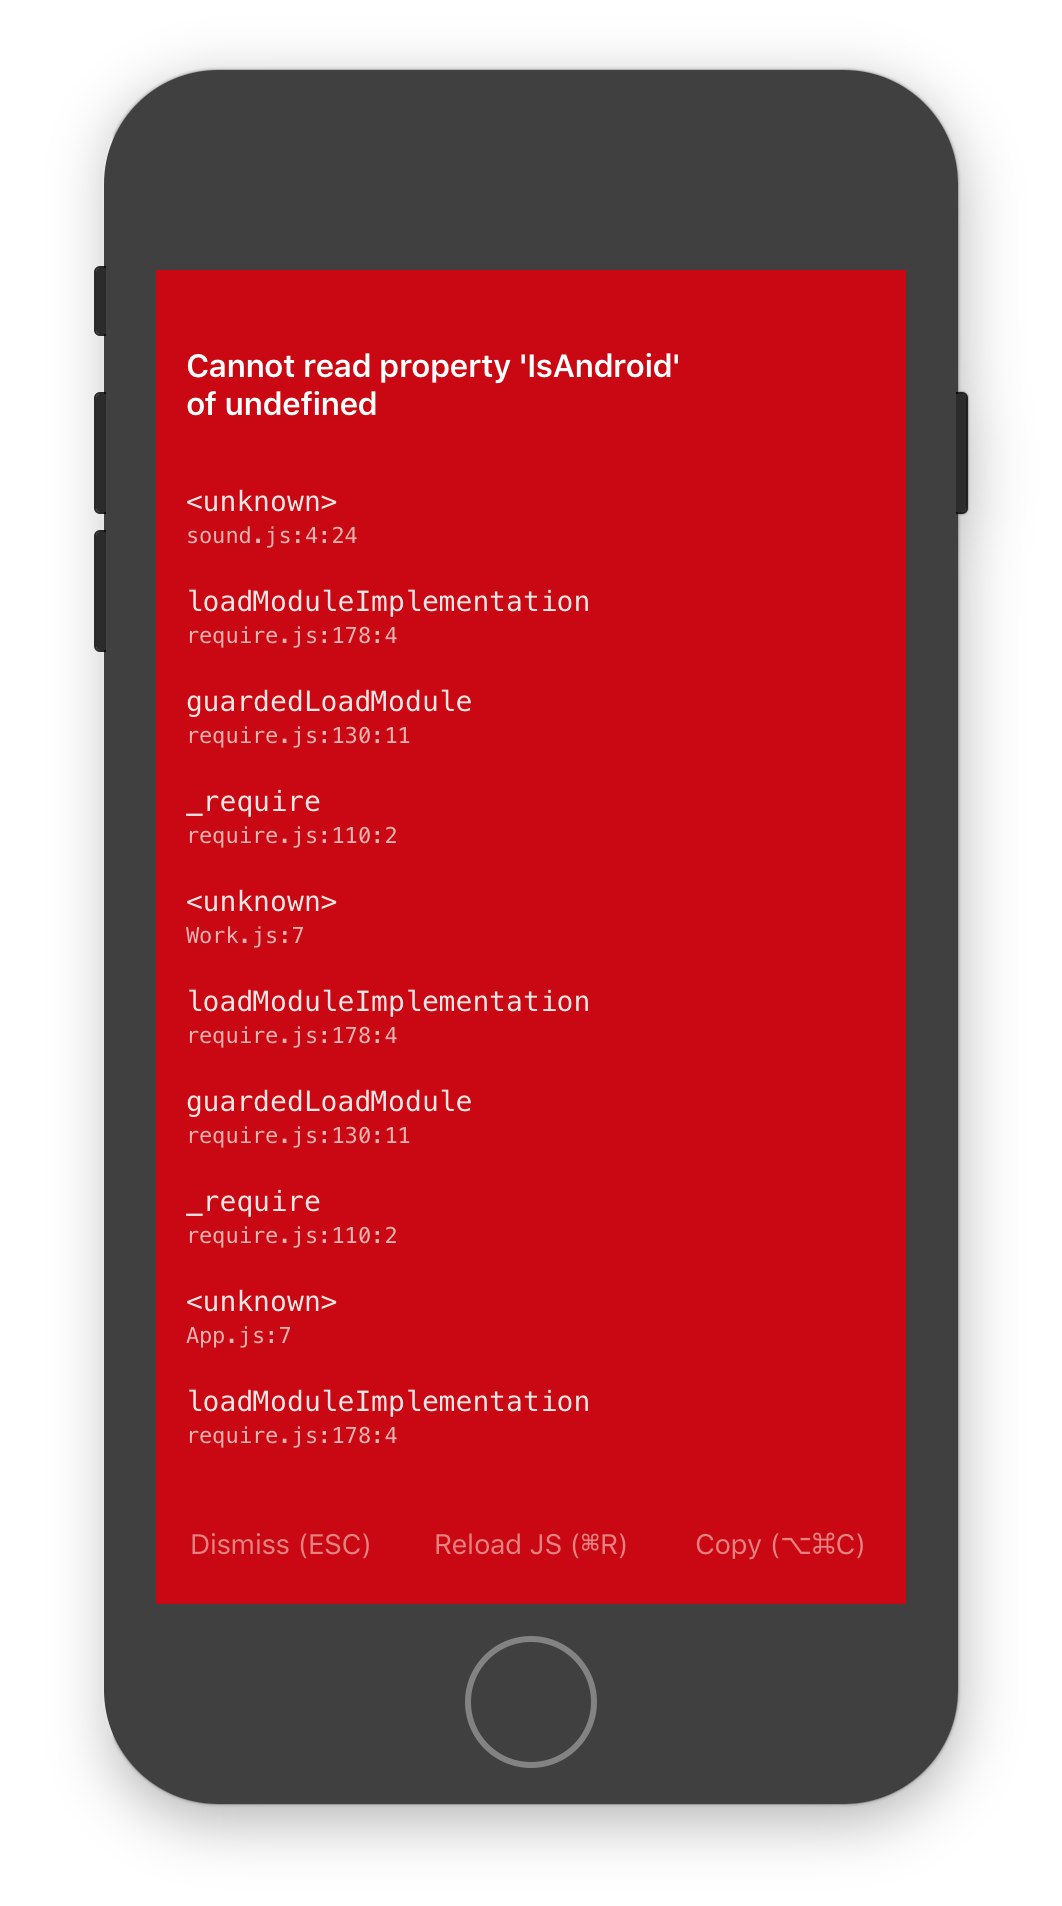 Cannot read property 'IsAndroid'
of undefined
<unknown>
sound.js:4:24
loadModuleImplementation
require.js:178:4
guardedLoadModule
require.js:130:11
_require
require.js:110:2
<unknown>
Work.js:7
loadModuleImplementation
require.js:178:4
guardedLoadModule
require.js:130:11
_require
require.js:110:2
<unknown>
App.js:7
loadModuleImplementation
require.js:178:4
Dismiss (ESC) Reload JS (⌘R) Copy (⌥⌘C)